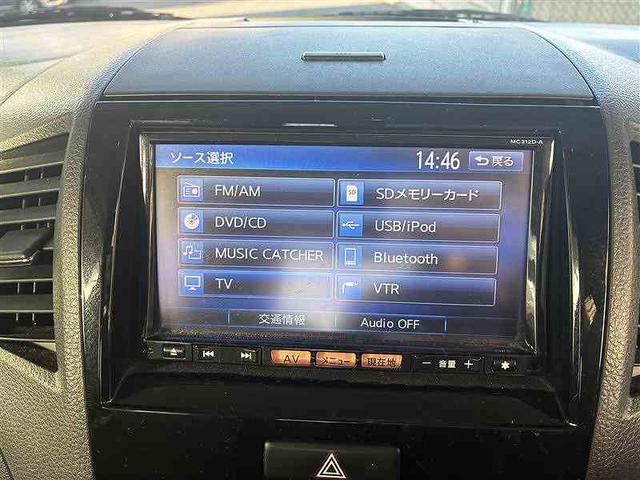 MC312D-A
ソース選択 14:46 戻る
FM/AM SDメモリーカード
DVD/CD USB/iPod
MUSIC CATCHER Bluetooth
TV VTR
交通情報 Audio OFF
AV メニュー 現在地 − 音量 + ✱